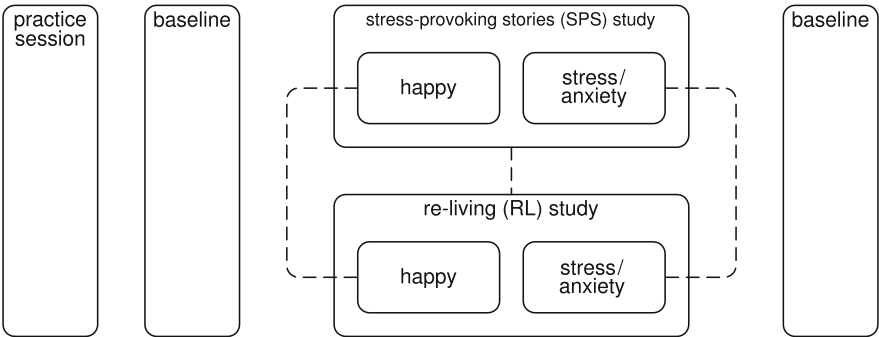 practice
session
baseline
stress-provoking stories (SPS) study
happy
stress/
anxiety
re-living (RL) study
happy
stress/
anxiety
baseline